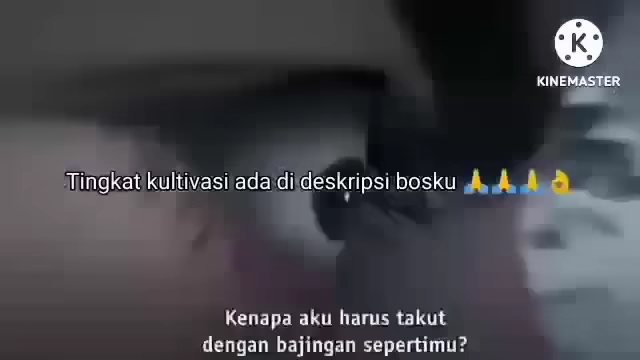 KINEMASTER
Tingkat kultivasi ada di deskripsi bosku 🙏🙏🙏👌
Kenapa aku harus takut
dengan bajingan sepertimu?